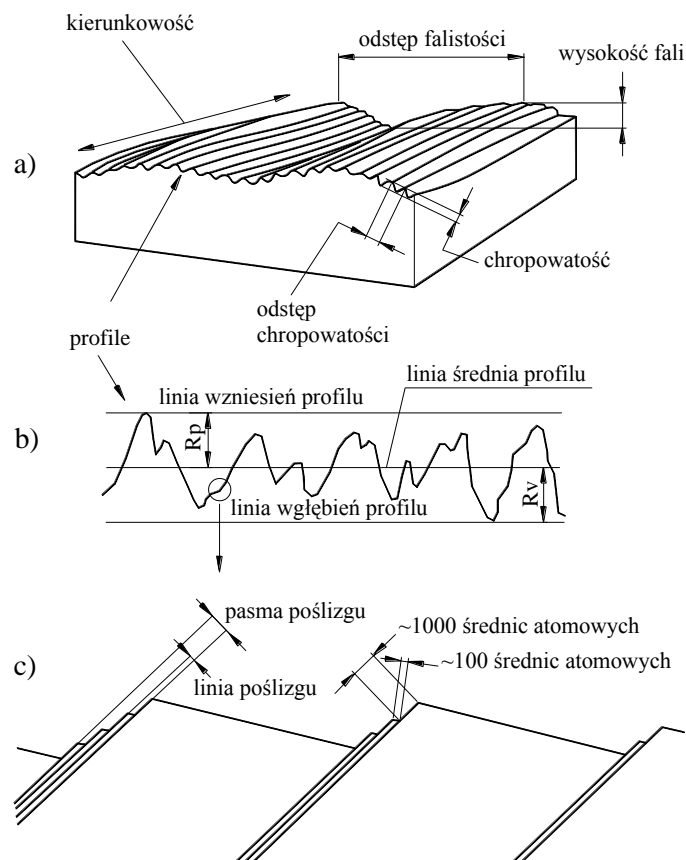 kierunkowość
odstęp falistości
wysokość fali
a)
chropowatość
odstęp
chropowatości
profile
linia wzniesień profilu
linia średnia profilu
b)
Rp
Rv
linia wgłębień profilu
pasma poślizgu
~1000 średnic atomowych
c)
~100 średnic atomowych
linia poślizgu